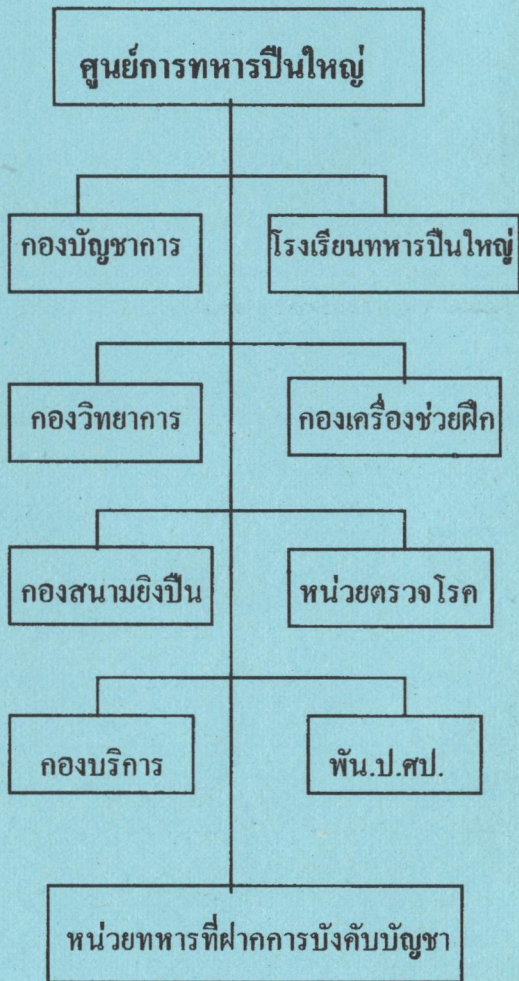 ศูนย์การทหารปืนใหญ่
กองบัญชาการ
โรงเรียนทหารปืนใหญ่
กองวิทยาการ
กองเครื่องช่วยฝึก
กองสนามยิงปืน
หน่วยตรวจโรค
กองบริการ
พัน.ป.ศป.
หน่วยทหารที่ฝากการบังคับบัญชา